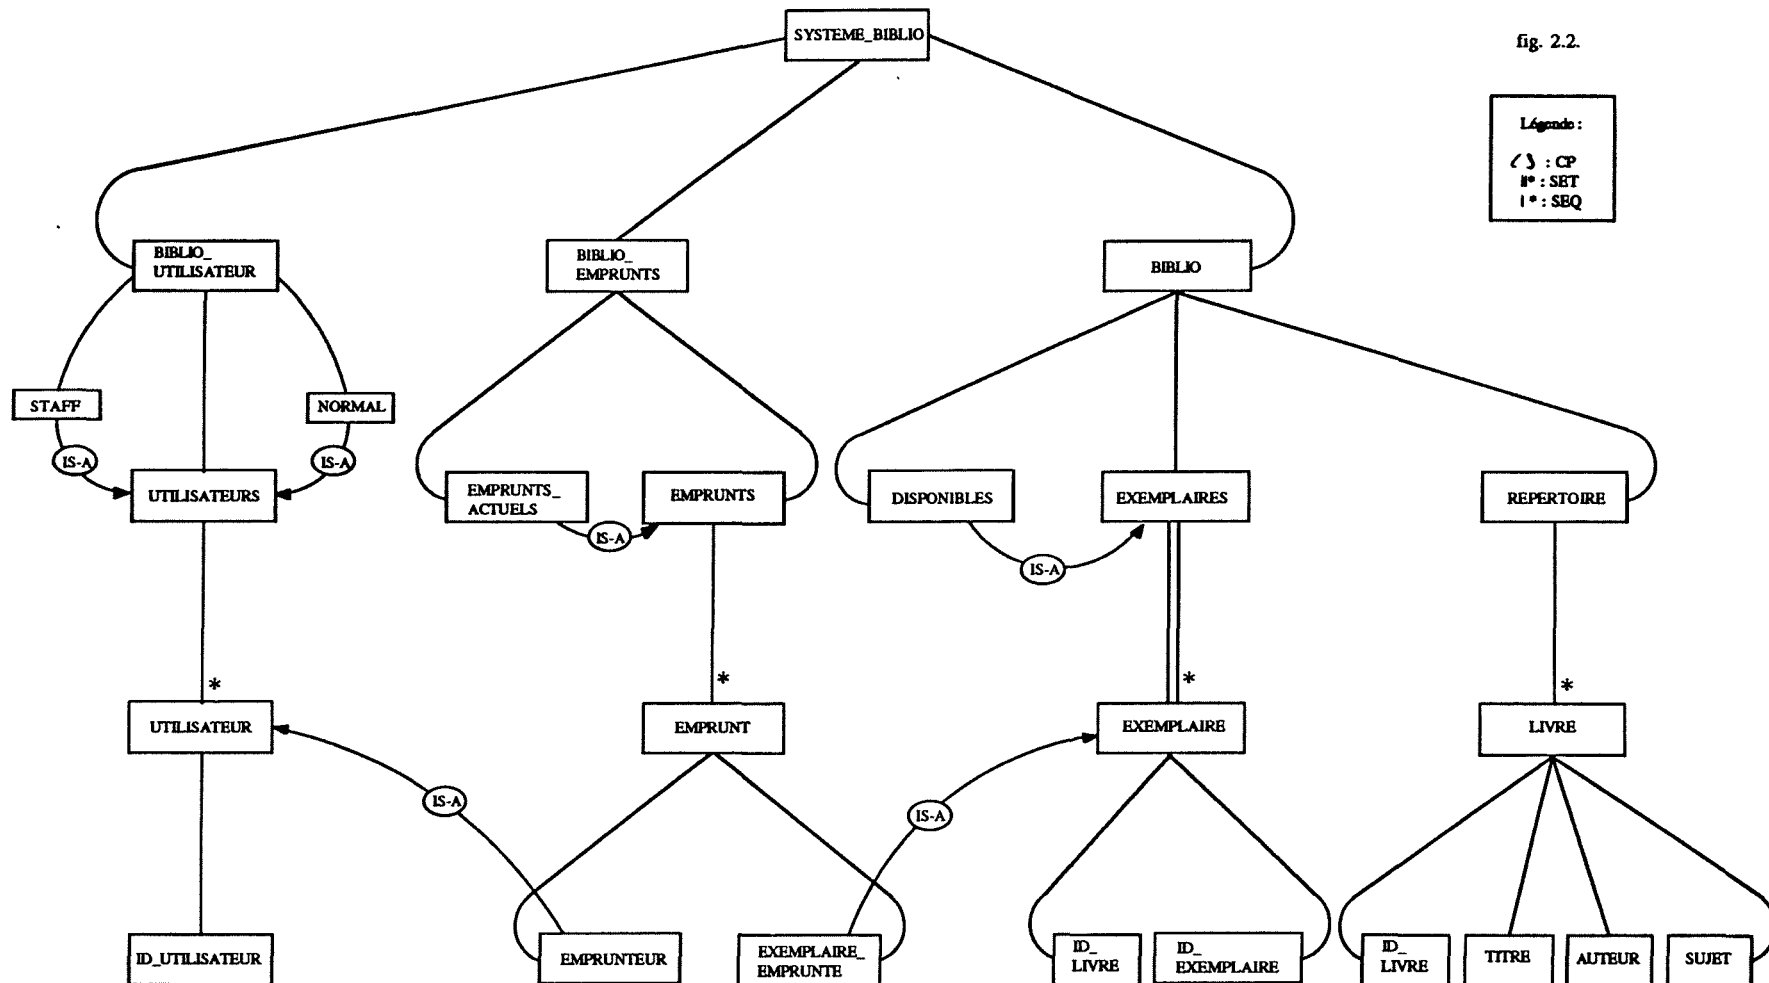 SYSTEME_BIBLIO
fig. 2.2.
Légende :
: CP
||* : SET
|* : SEQ
BIBLIO_
UTILISATEUR
BIBLIO_
EMPRUNTS
BIBLIO
STAFF
NORMAL
IS-A
IS-A
UTILISATEURS
EMPRUNTS_
ACTUELS
EMPRUNTS
DISPONIBLES
EXEMPLAIRES
REPERTOIRE
IS-A
IS-A
*
*
*
*
UTILISATEUR
EMPRUNT
EXEMPLAIRE
LIVRE
IS-A
IS-A
ID_UTILISATEUR
EMPRUNTEUR
EXEMPLAIRE_
EMPRUNTE
ID_
LIVRE
ID_
EXEMPLAIRE
ID_
LIVRE
TITRE
AUTEUR
SUJET